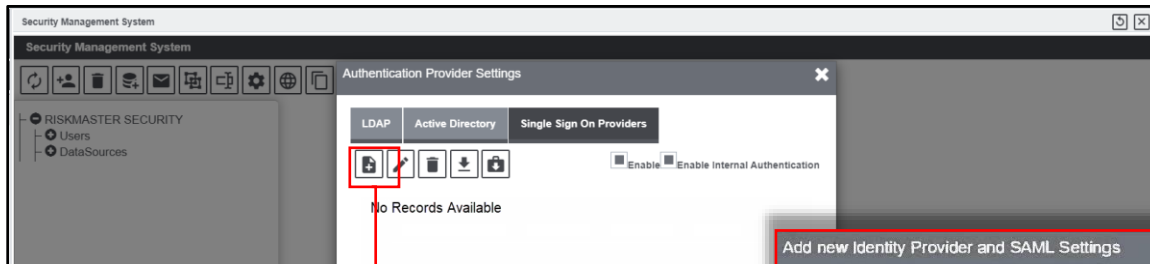 Security Management System
Security Management System
Authentication Provider Settings
LDAP Active Directory Single Sign On Providers
RISKMASTER SECURITY
Users
DataSources
Enable Enable Internal Authentication
No Records Available
Add new Identity Provider and SAML Settings